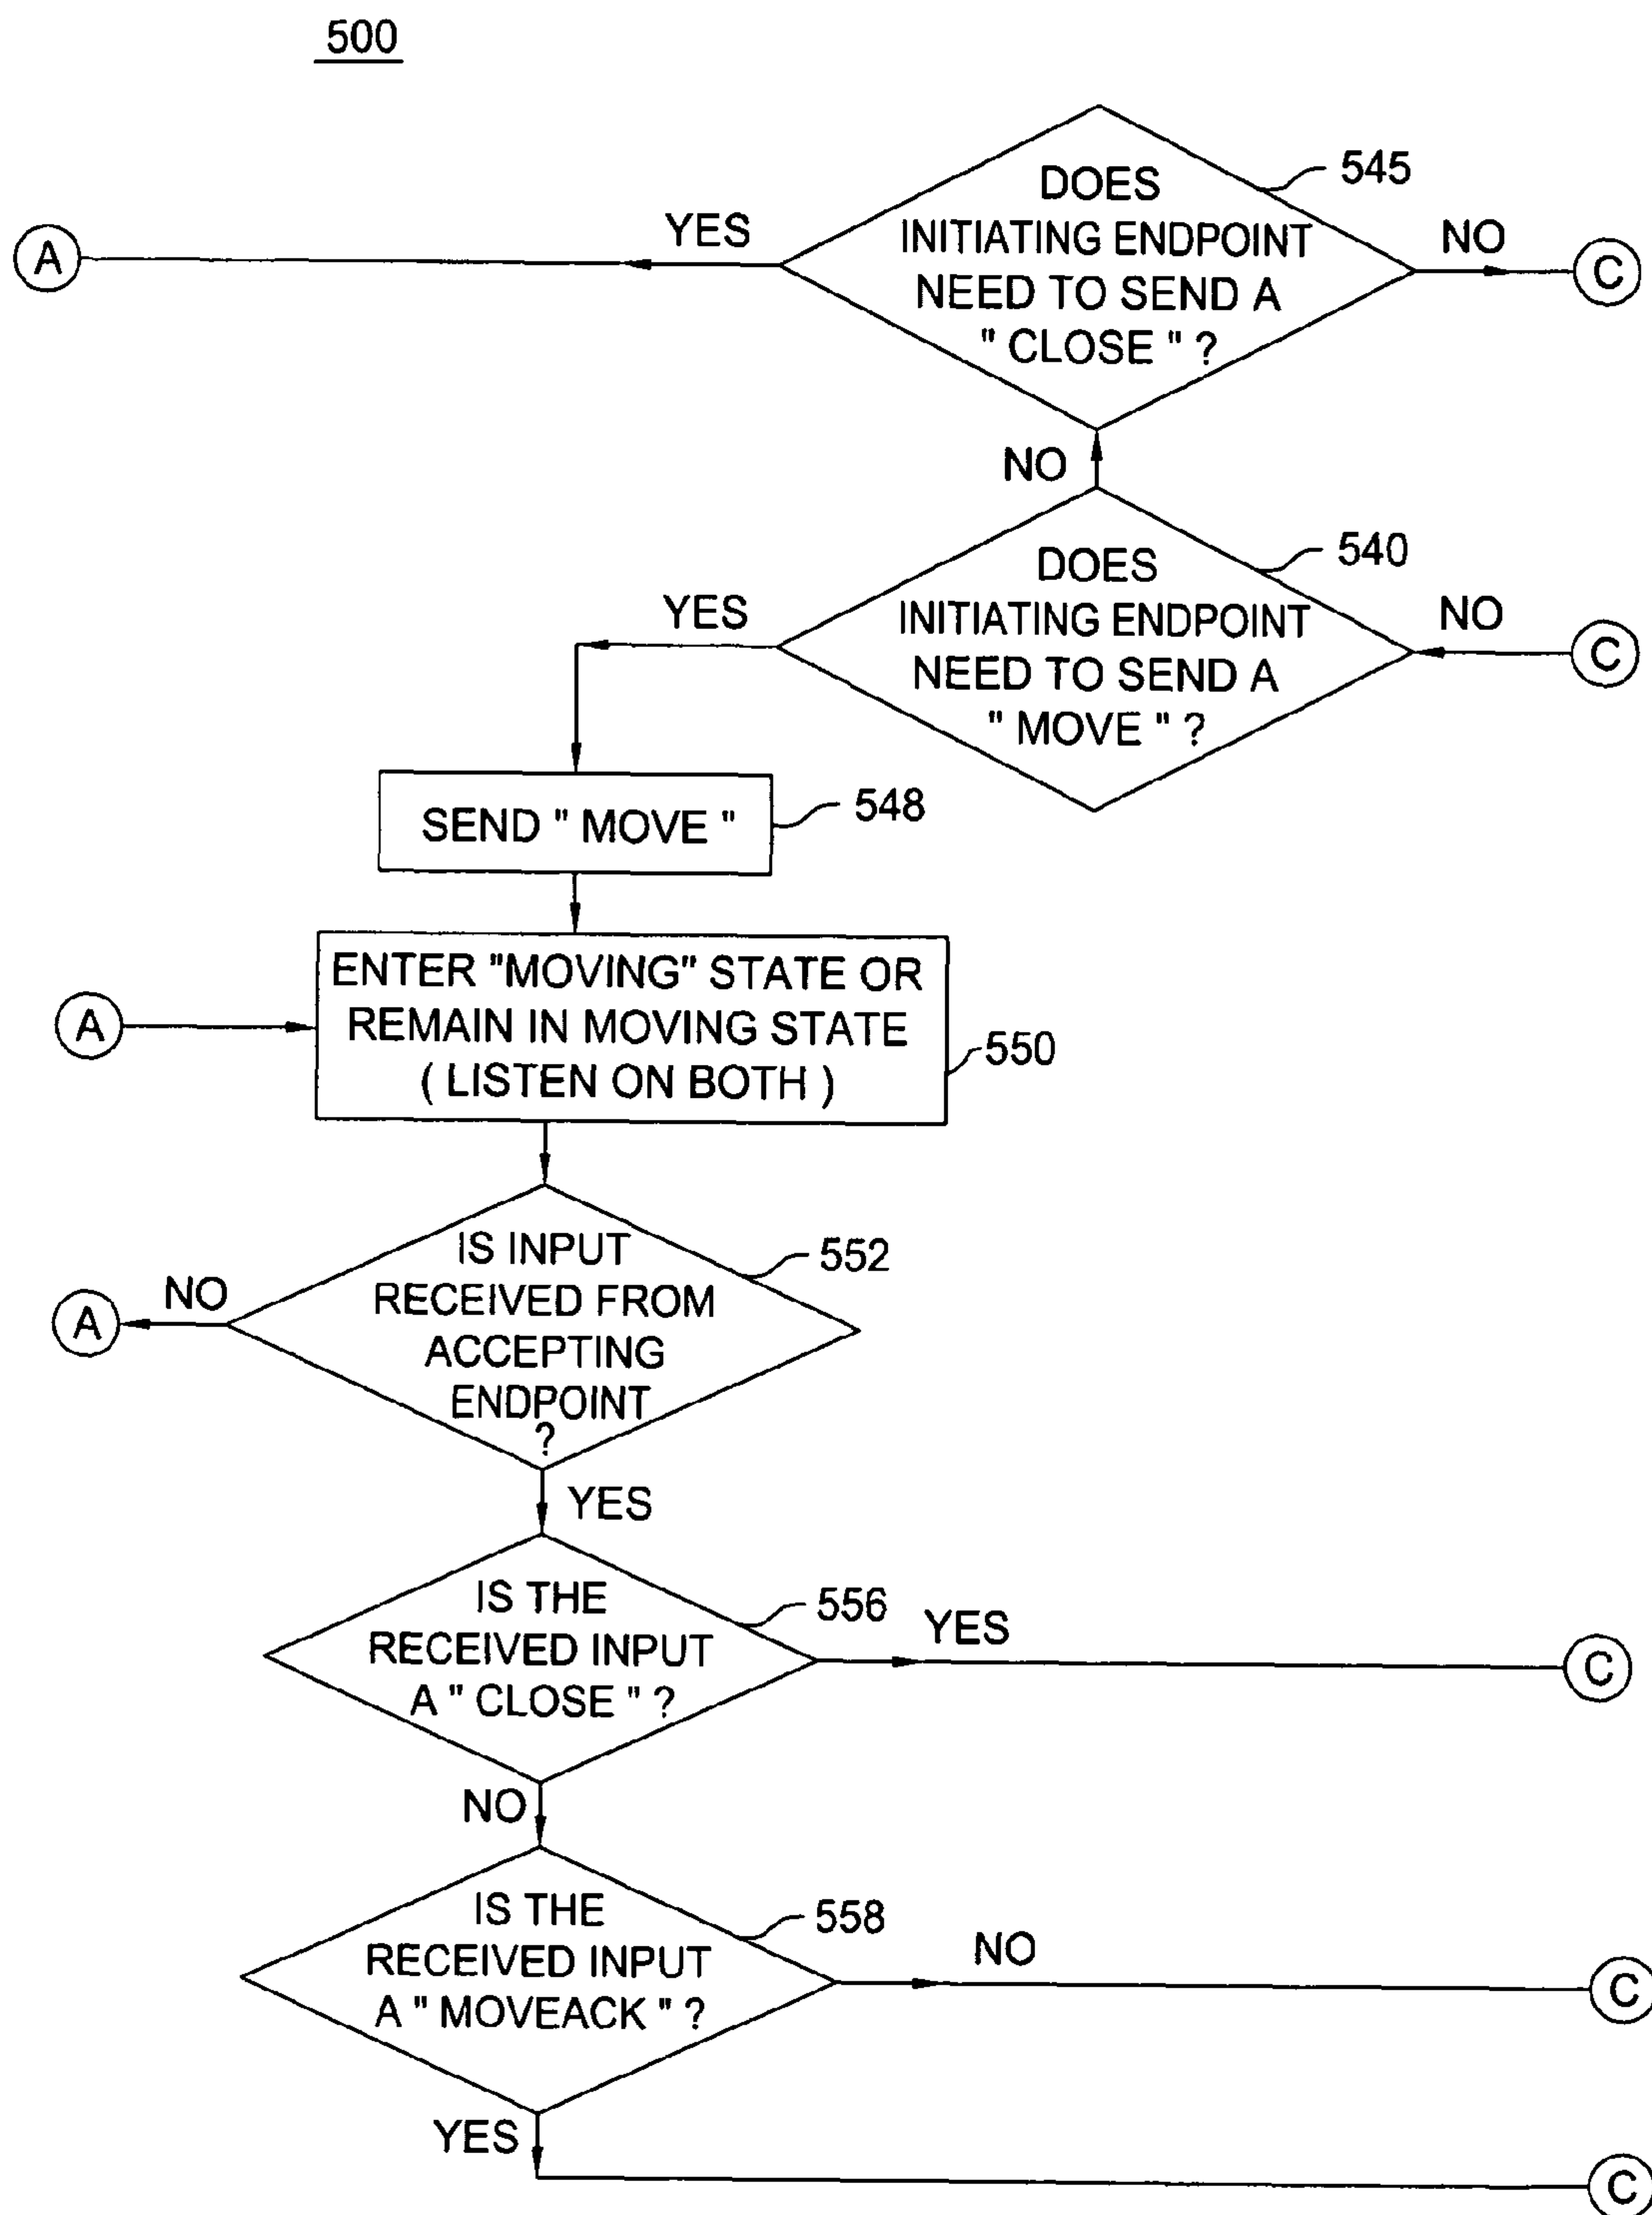 500
DOES
INITIATING ENDPOINT
NEED TO SEND A
" CLOSE " ?
545
YES
A
NO
C
NO
DOES
INITIATING ENDPOINT
NEED TO SEND A
" MOVE " ?
540
YES
NO
C
SEND " MOVE "
548
ENTER "MOVING" STATE OR
REMAIN IN MOVING STATE
( LISTEN ON BOTH )
550
A
IS INPUT
RECEIVED FROM
ACCEPTING
ENDPOINT
?
552
NO
A
YES
IS THE
RECEIVED INPUT
A " CLOSE " ?
556
YES
C
NO
IS THE
RECEIVED INPUT
A " MOVEACK " ?
558
NO
C
YES
C